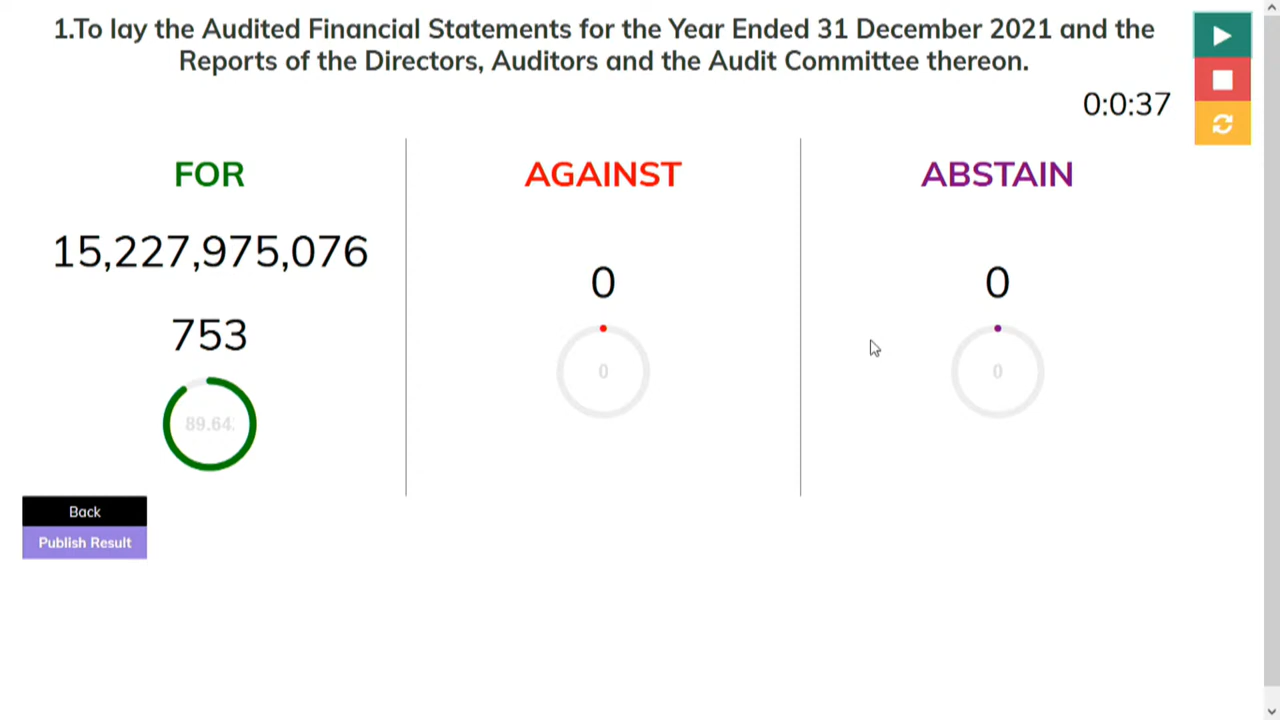 1.To lay the Audited Financial Statements for the Year Ended 31 December 2021 and the
Reports of the Directors, Auditors and the Audit Committee thereon.
0:0:37
FOR
AGAINST
ABSTAIN
15,227,975,076
0
0
753
89.64
0
0
Back
Publish Result